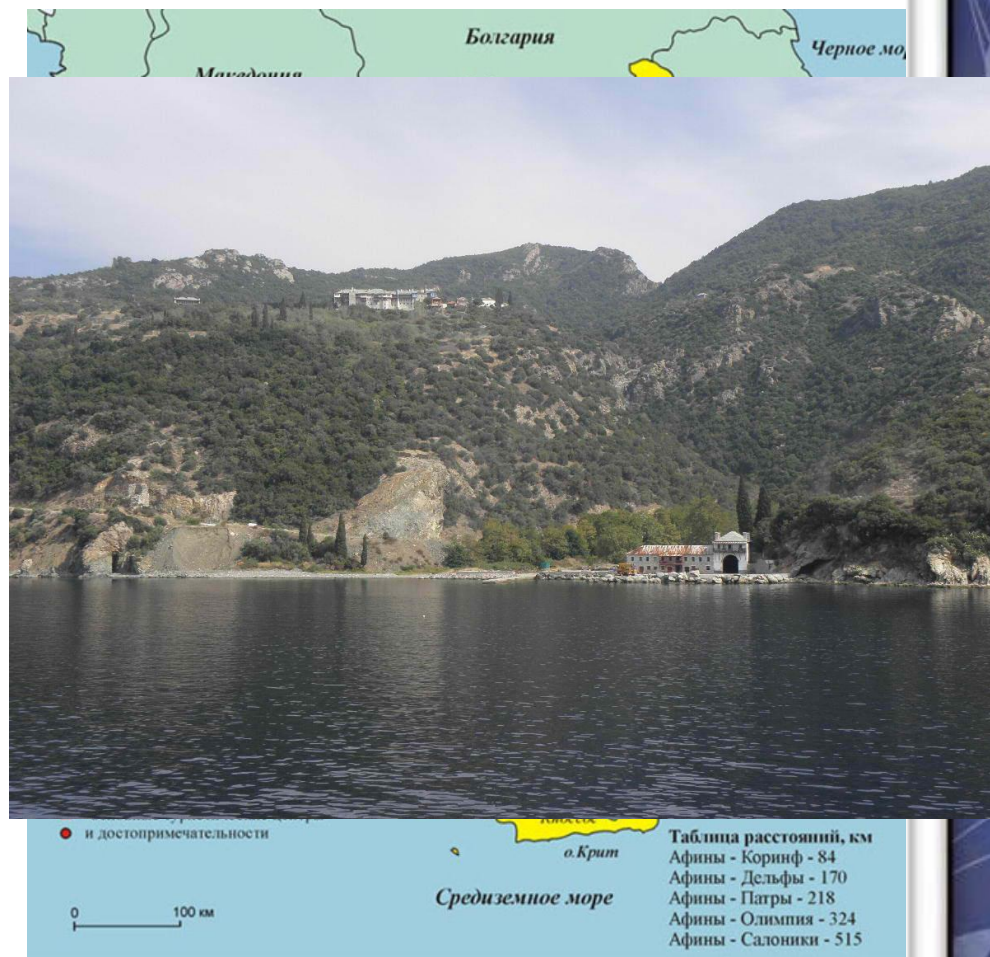 Болгария
Черное мо
Македония
и достопримечательности
о.Крит
Таблица расстояний, км
Афины - Коринф - 84
Афины - Дельфы - 170
Афины - Патры - 218
Афины - Олимпия - 324
Афины - Салоники - 515
Средиземное море
0 100 км